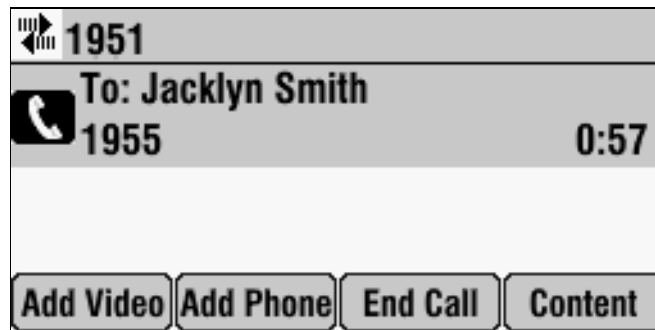 1951
To: Jacklyn Smith
1955 0:57
Add Video Add Phone End Call Content